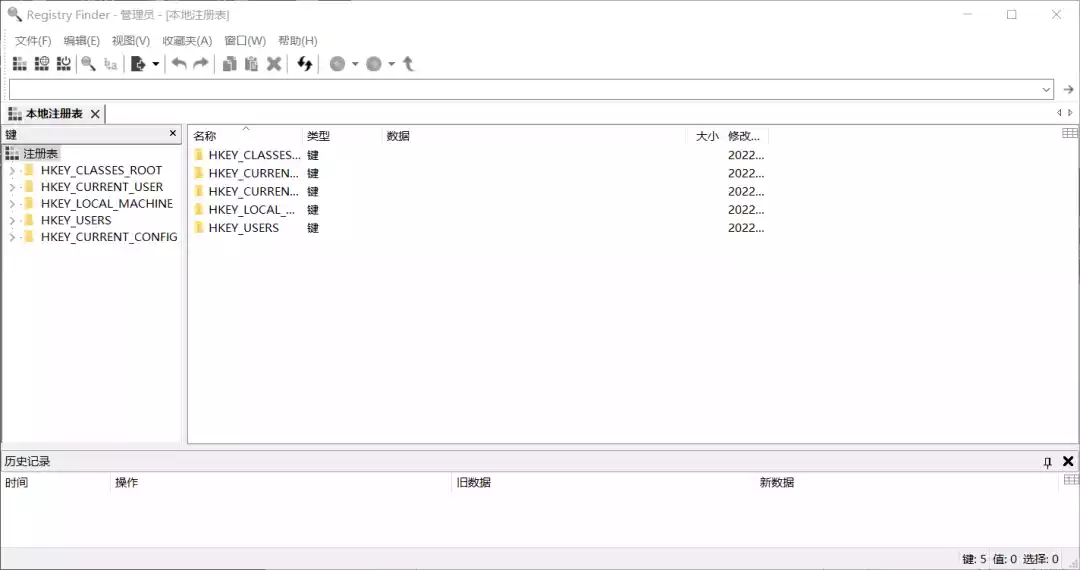 Registry Finder - 管理员 - [本地注册表]
文件(F) 编辑(E) 视图(V) 收藏夹(A) 窗口(W) 帮助(H)
本地注册表
键
注册表
HKEY_CLASSES_ROOT
HKEY_CURRENT_USER
HKEY_LOCAL_MACHINE
HKEY_USERS
HKEY_CURRENT_CONFIG
名称 类型 数据 大小 修改...
HKEY_CLASSES... 键 2022...
HKEY_CURREN... 键 2022...
HKEY_CURREN... 键 2022...
HKEY_LOCAL_... 键 2022...
HKEY_USERS 键 2022...
历史记录
时间 操作 旧数据 新数据
键: 5 值: 0 选择: 0